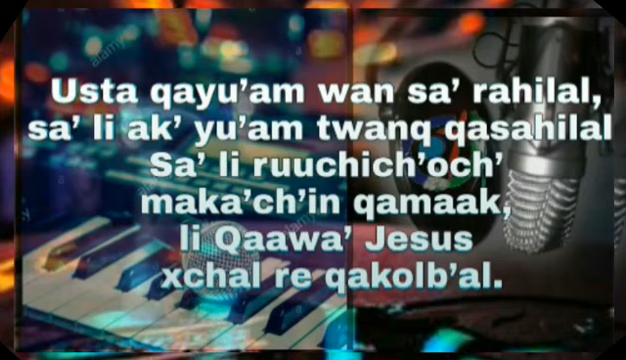 Usta qayu’am wan sa’ rahilal,
sa’ li ak’ yu’am twanq qasahilal
Sa’ li ruuchich’och’
maka’ch’in qamaak,
li Qaawa’ Jesus
xchal re qakolb’al.